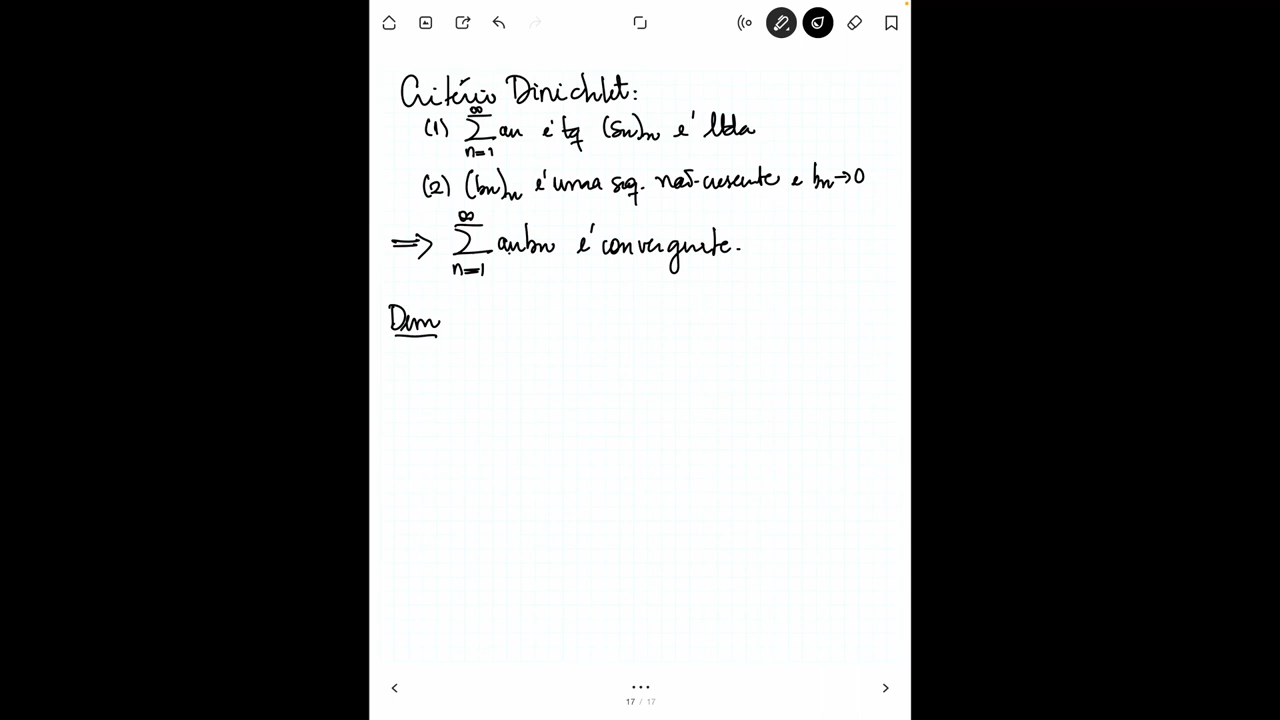 Critério Dirichlet:
(1) ∞∑n=1 an é tq (Sn)n é ltda
(2) (bn)n é uma seq. não-crescente e bn→0
⇒ ∞∑n=1 anbn é convergente.
Dem
17 / 17